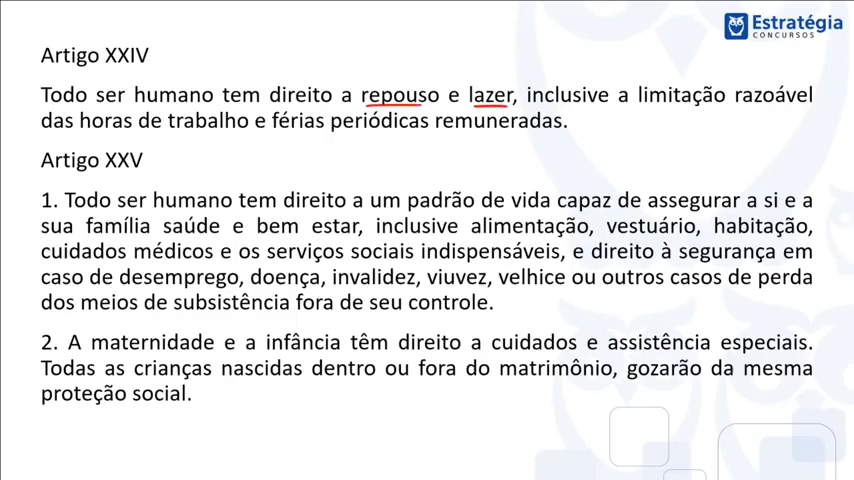 Estratégia
CONCURSOS
Artigo XXIV
Todo ser humano tem direito a repouso e lazer, inclusive a limitação razoável
das horas de trabalho e férias periódicas remuneradas.
Artigo XXV
1. Todo ser humano tem direito a um padrão de vida capaz de assegurar a si e a
sua família saúde e bem estar, inclusive alimentação, vestuário, habitação,
cuidados médicos e os serviços sociais indispensáveis, e direito à segurança em
caso de desemprego, doença, invalidez, viuvez, velhice ou outros casos de perda
dos meios de subsistência fora de seu controle.
2. A maternidade e a infância têm direito a cuidados e assistência especiais.
Todas as crianças nascidas dentro ou fora do matrimônio, gozarão da mesma
proteção social.